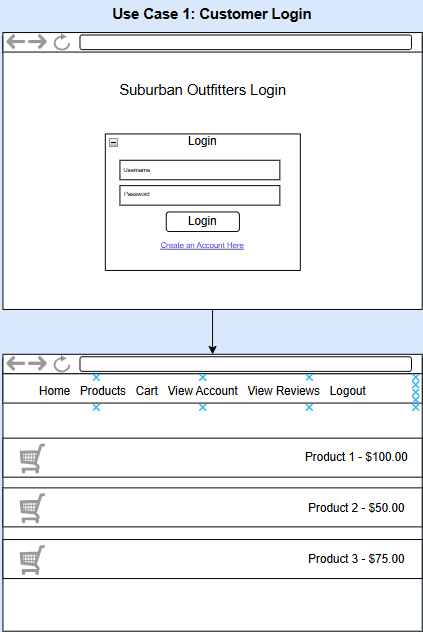 Use Case 1: Customer Login
Suburban Outfitters Login
Login
Username
Password
Login
Create an Account Here
Home Products Cart View Account View Reviews Logout
Product 1 - $100.00
Product 2 - $50.00
Product 3 - $75.00